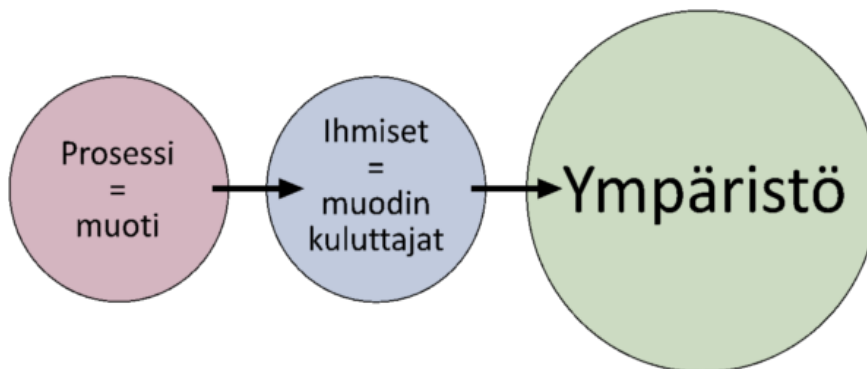 Prosessi
=
muoti
Ihmiset
=
muodin
kuluttajat
Ympäristö